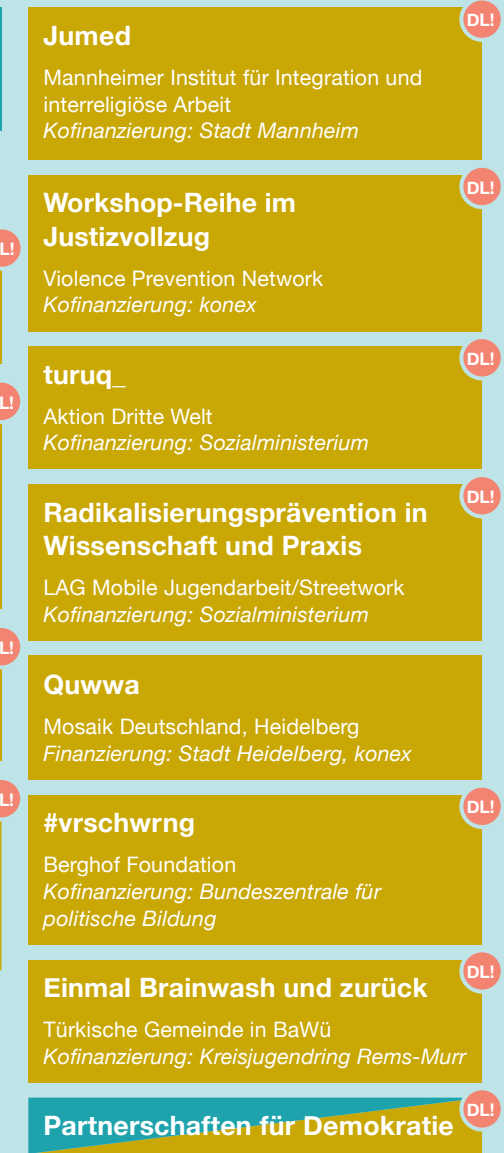 DL!
Jumed
Mannheimer Institut für Integration und
interreligiöse Arbeit
Kofinanzierung: Stadt Mannheim
DL!
Workshop-Reihe im
Justizvollzug
Violence Prevention Network
Kofinanzierung: konex
L!
DL!
turuq_
Aktion Dritte Welt
Kofinanzierung: Sozialministerium
L!
DL!
Radikalisierungsprävention in
Wissenschaft und Praxis
LAG Mobile Jugendarbeit/Streetwork
Kofinanzierung: Sozialministerium
L!
Quwwa
Mosaik Deutschland, Heidelberg
Finanzierung: Stadt Heidelberg, konex
L!
DL!
#vrschwrng
Berghof Foundation
Kofinanzierung: Bundeszentrale für
politische Bildung
DL!
Einmal Brainwash und zurück
Türkische Gemeinde in BaWü
Kofinanzierung: Kreisjugendring Rems-Murr
DL!
Partnerschaften für Demokratie